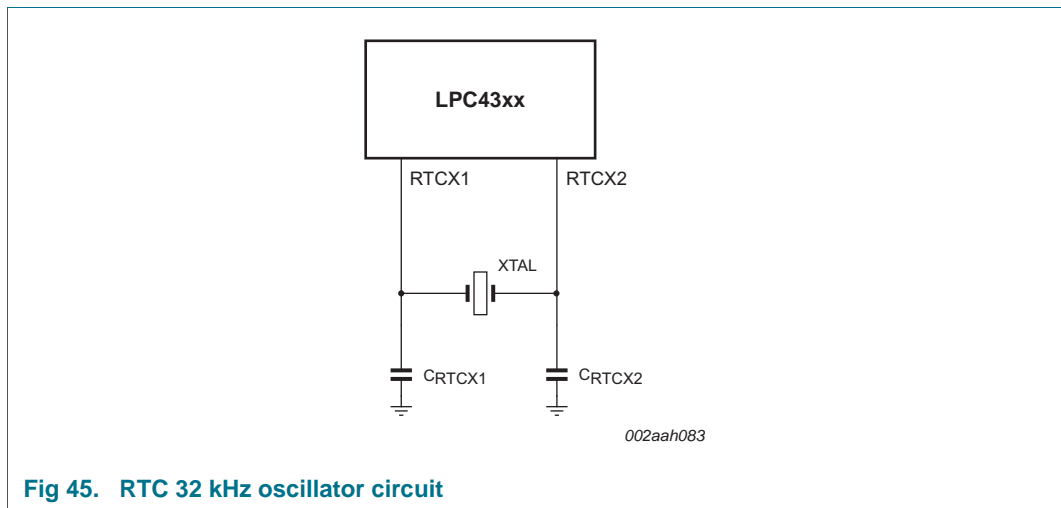 LPC43xx
RTCX1 RTCX2
XTAL
CRTCX1 CRTCX2
002aah083
Fig 45. RTC 32 kHz oscillator circuit